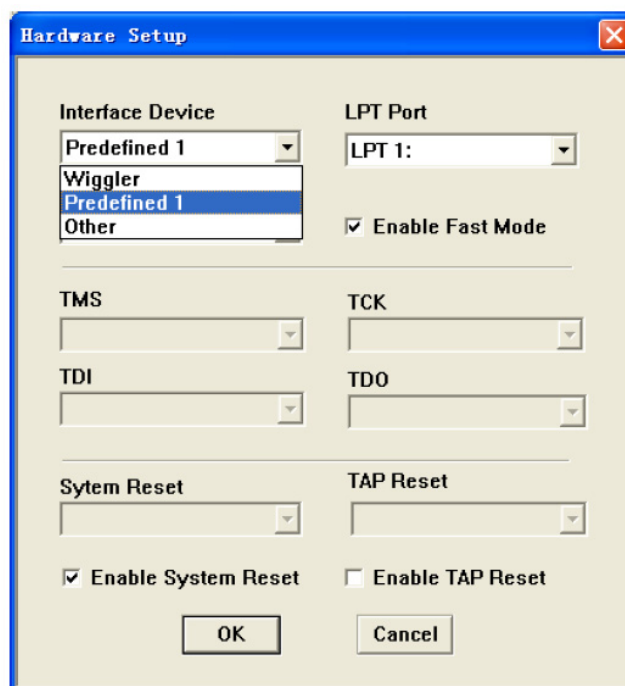 Hardware Setup
Interface Device
LPT Port
Predefined 1
LPT 1:
Wiggler
Predefined 1
Other
Enable Fast Mode
TMS
TCK
TDI
TDO
Sytem Reset
TAP Reset
Enable System Reset
Enable TAP Reset
OK
Cancel